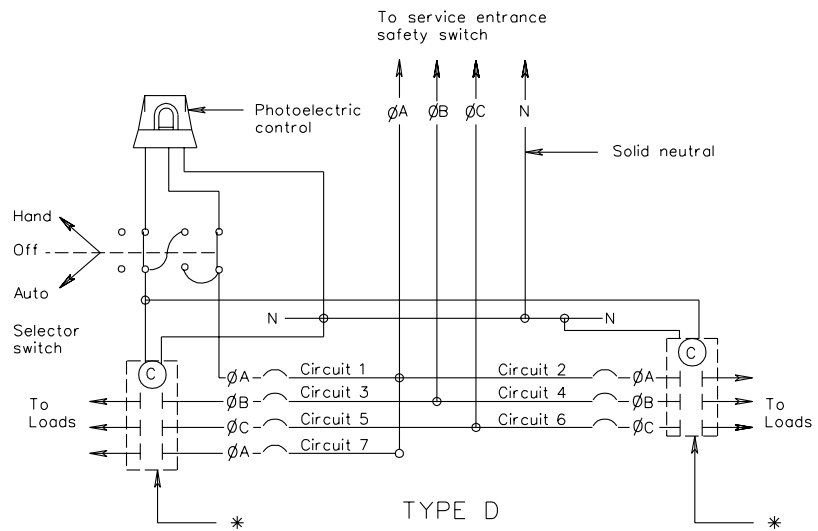 To service entrance
safety switch
Photoelectric
control
ØA
ØB
ØC
N
Solid neutral
Hand
Off
Auto
Selector
switch
N
N
C
C
ØA
Circuit 1
Circuit 2
ØA
To
Loads
ØB
Circuit 3
Circuit 4
ØB
To
Loads
ØC
Circuit 5
Circuit 6
ØC
ØA
Circuit 7
TYPE D
*
*